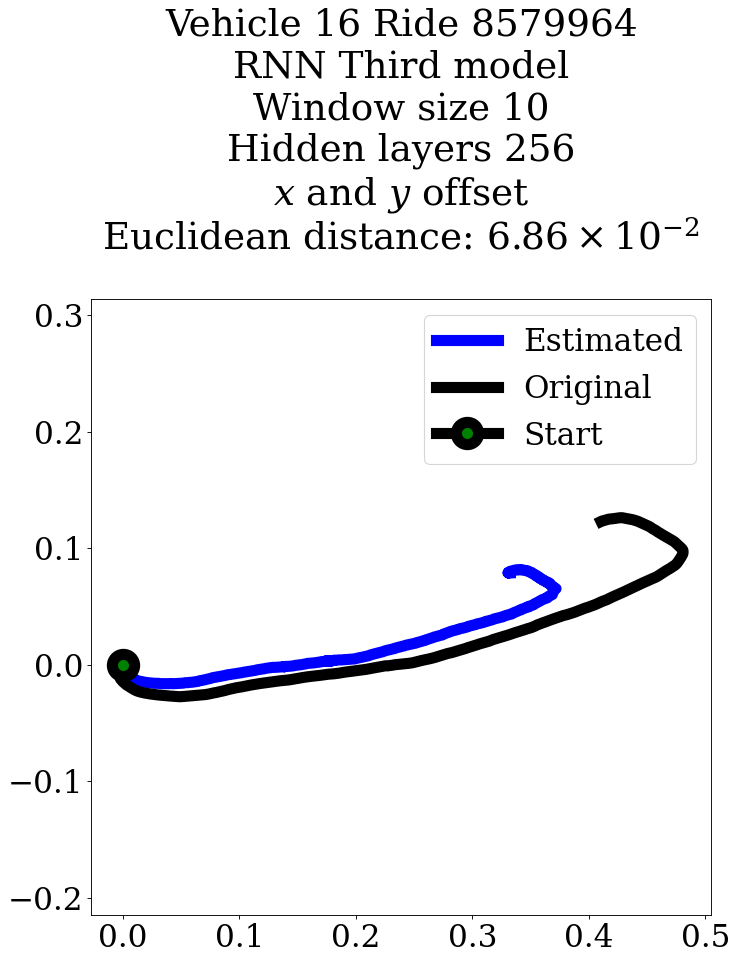 Vehicle 16 Ride 8579964
RNN Third model
Window size 10
Hidden layers 256
x and y offset
Euclidean distance: 6.86 × 10⁻²
Estimated
Original
Start
0.3
0.2
0.1
0.0
−0.1
−0.2
0.0 0.1 0.2 0.3 0.4 0.5